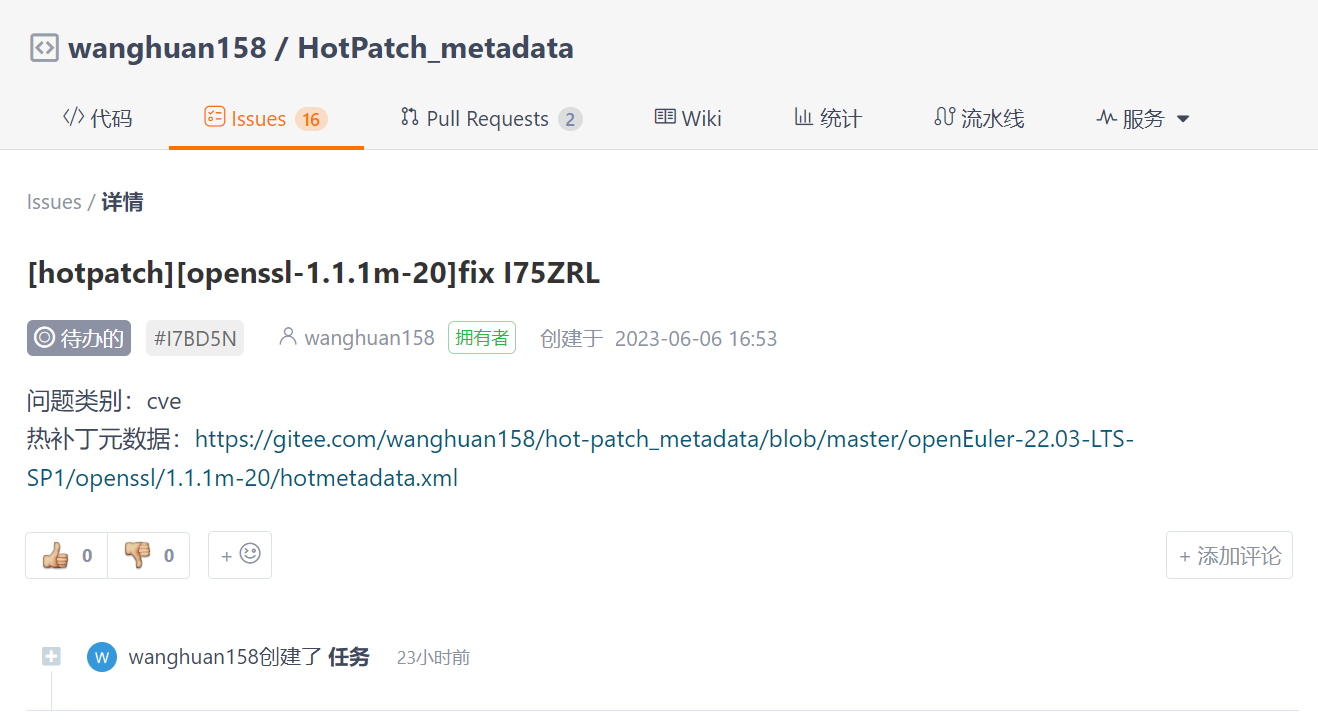 wanghuan158 / HotPatch_metadata
代码 Issues 16 Pull Requests 2 Wiki 统计 流水线 服务
Issues / 详情
[hotpatch][openssl-1.1.1m-20]fix I75ZRL
待办的 #I7BD5N wanghuan158 拥有者 创建于 2023-06-06 16:53
问题类别：cve
热补丁元数据：https://gitee.com/wanghuan158/hot-patch_metadata/blob/master/openEuler-22.03-LTS-
SP1/openssl/1.1.1m-20/hotmetadata.xml
0 0 + + 添加评论
W wanghuan158创建了 任务 23小时前